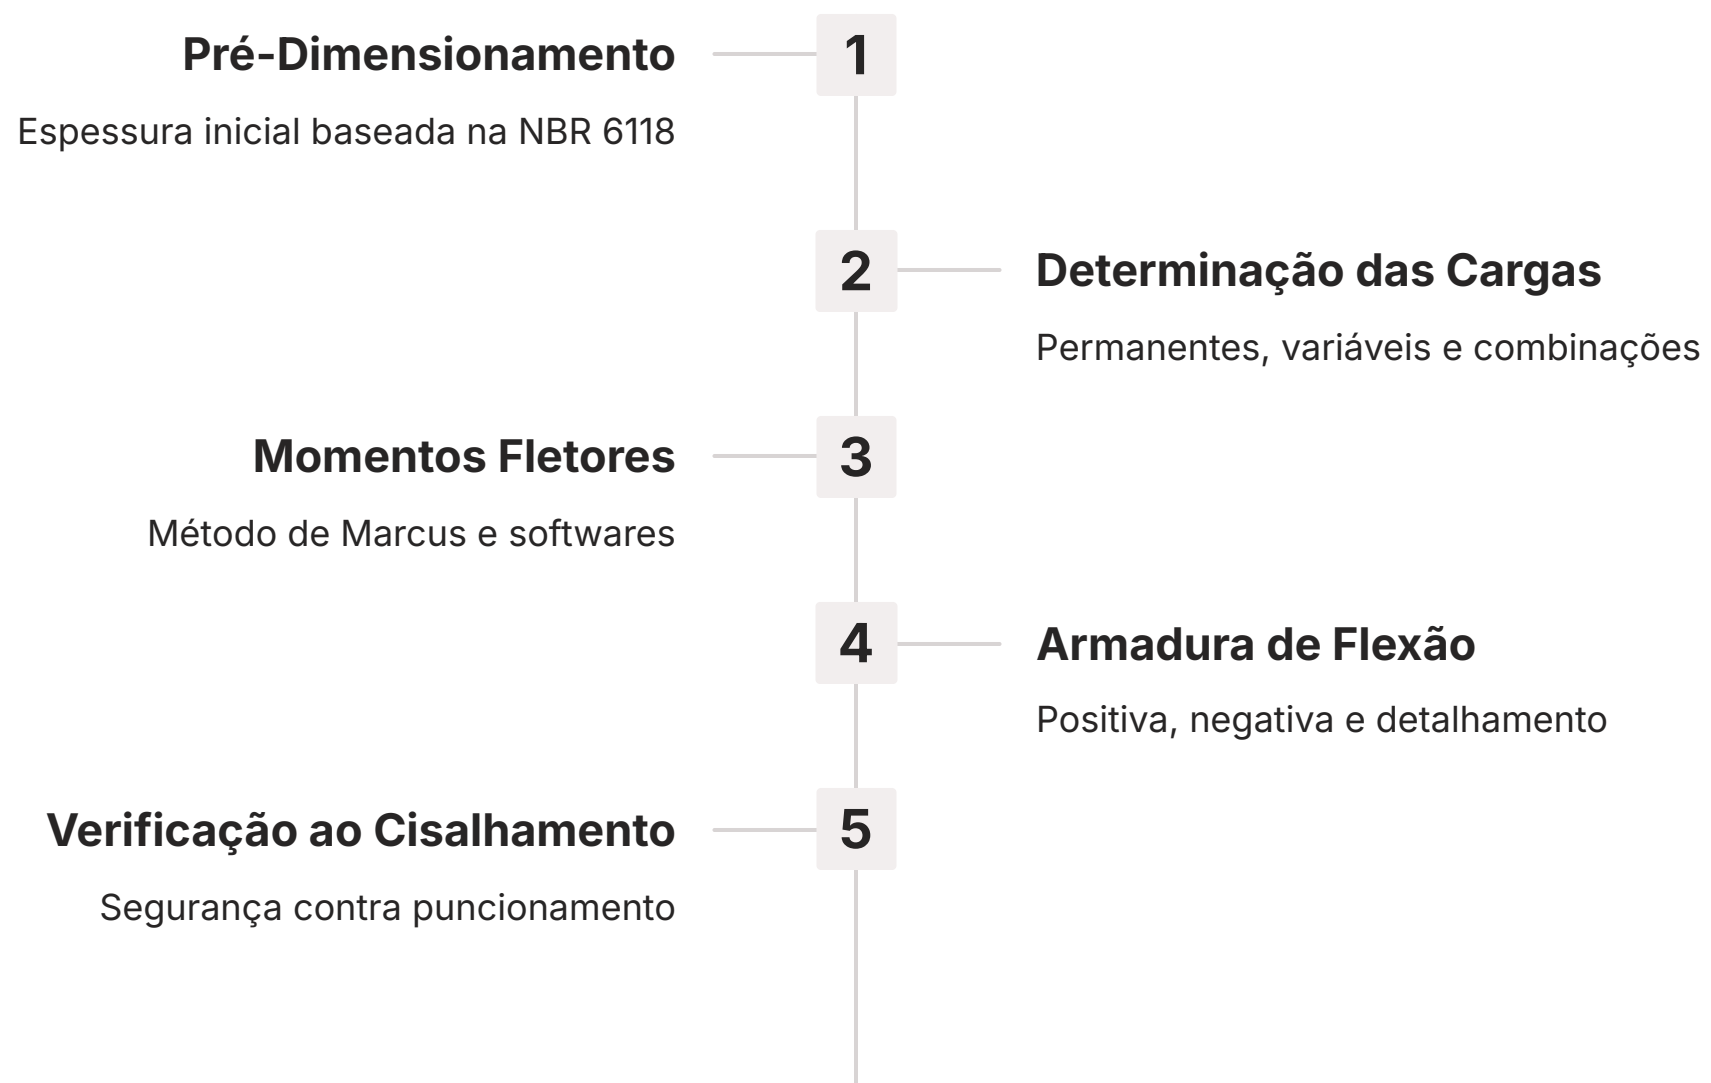 Pré-Dimensionamento
1
Espessura inicial baseada na NBR 6118
2
Determinação das Cargas
Permanentes, variáveis e combinações
Momentos Fletores
3
Método de Marcus e softwares
4
Armadura de Flexão
Positiva, negativa e detalhamento
Verificação ao Cisalhamento
5
Segurança contra puncionamento